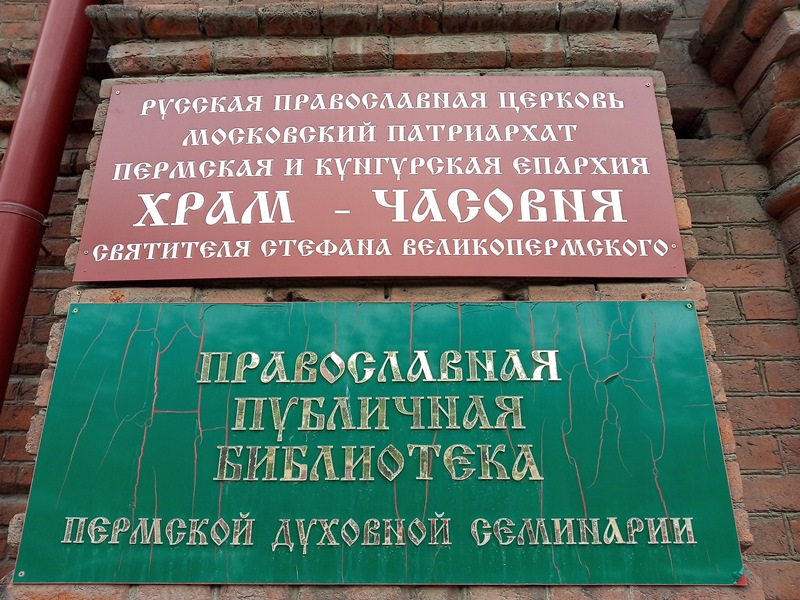 РУССКАЯ ПРАВОСЛАВНАЯ ЦЕРКОВЬ
МОСКОВСКИЙ ПАТРИАРХАТ
ПЕРМСКАЯ И КУНГУРСКАЯ ЕПАРХИЯ
ХРАМ - ЧАСОВНЯ
СВЯТИТЕЛЯ СТЕФАНА ВЕЛИКОПЕРМСКОГО
ПРАВОСЛАВНАЯ
ПУБЛИЧНАЯ
БИБЛИОТЕКА
ПЕРМСКОЙ ДУХОВНОЙ СЕМИНАРИИ